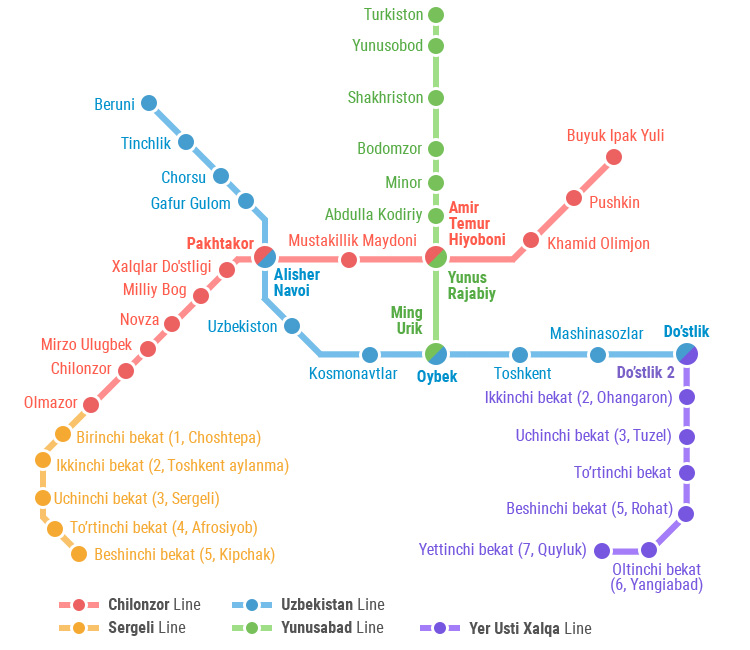 Turkiston
Yunusobod
Shakhriston
Bodomzor
Minor
Abdulla Kodiriy
Amir
Temur
Hiyoboni
Yunus
Rajabiy
Ming
Urik
Buyuk Ipak Yuli
Pushkin
Khamid Olimjon
Mustakillik Maydoni
Pakhtakor
Alisher
Navoi
Beruni
Tinchlik
Chorsu
Gafur Gulom
Uzbekiston
Kosmonavtlar
Oybek
Toshkent
Mashinasozlar
Do'stlik
Do'stlik 2
Xalqlar Do'stligi
Milliy Bog
Novza
Mirzo Ulugbek
Chilonzor
Olmazor
Birinchi bekat (1, Choshtepa)
Ikkinchi bekat (2, Toshkent aylanma)
Uchinchi bekat (3, Sergeli)
To'rtinchi bekat (4, Afrosiyob)
Beshinchi bekat (5, Kipchak)
Ikkinchi bekat (2, Ohangaron)
Uchinchi bekat (3, Tuzel)
To'rtinchi bekat
Beshinchi bekat (5, Rohat)
Yettinchi bekat (7, Quyluk)
Oltinchi bekat
(6, Yangiabad)
Chilonzor Line
Uzbekistan Line
Sergeli Line
Yunusabad Line
Yer Usti Xalqa Line